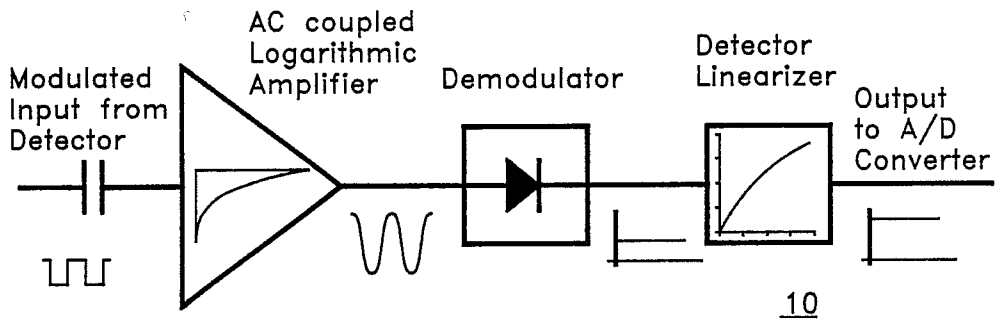 AC coupled
Logarithmic
Amplifier
Modulated
Input from
Detector
Demodulator
Detector
Linearizer
Output
to A/D
Converter
10